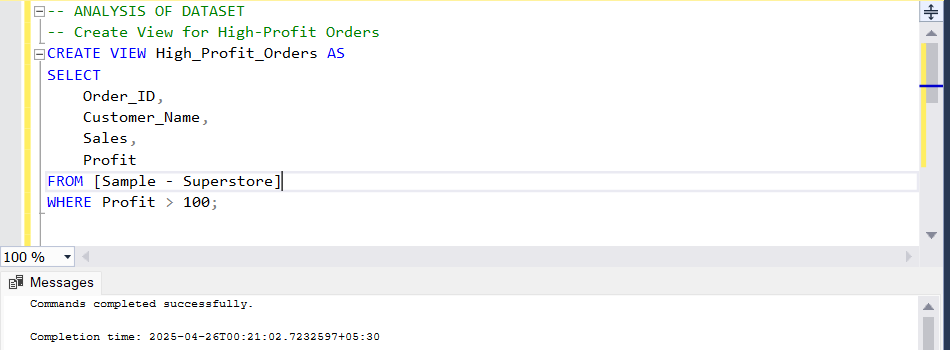 -- ANALYSIS OF DATASET
-- Create View for High-Profit Orders
CREATE VIEW High_Profit_Orders AS
SELECT
    Order_ID,
    Customer_Name,
    Sales,
    Profit
FROM [Sample - Superstore]
WHERE Profit > 100;
100 %
Messages
Commands completed successfully.
Completion time: 2025-04-26T00:21:02.7232597+05:30